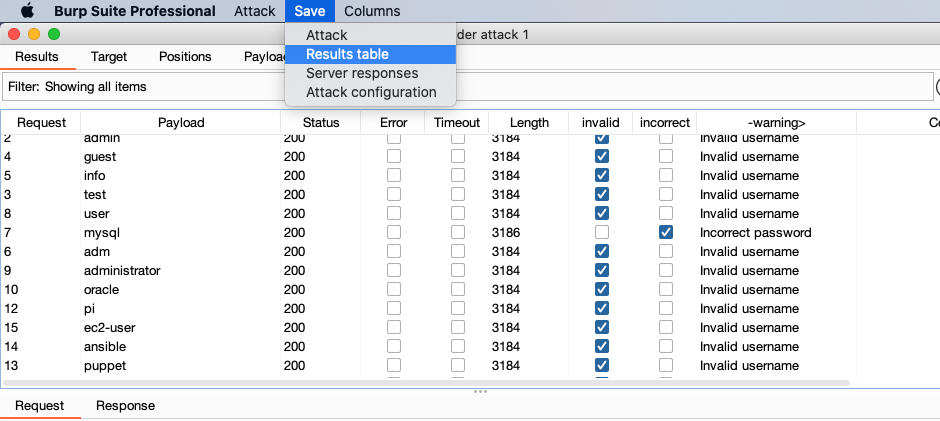 Burp Suite Professional Attack Save Columns
Attack
Results table
Server responses
Attack configuration
der attack 1
Results Target Positions Payloa
Filter: Showing all items
Request Payload Status Error Timeout Length invalid incorrect -warning> Co
2 admin 200 3184 Invalid username
4 guest 200 3184 Invalid username
5 info 200 3184 Invalid username
3 test 200 3184 Invalid username
8 user 200 3184 Invalid username
7 mysql 200 3186 Incorrect password
6 adm 200 3184 Invalid username
9 administrator 200 3184 Invalid username
10 oracle 200 3184 Invalid username
12 pi 200 3184 Invalid username
15 ec2-user 200 3184 Invalid username
14 ansible 200 3184 Invalid username
13 puppet 200 3184 Invalid username
Request Response